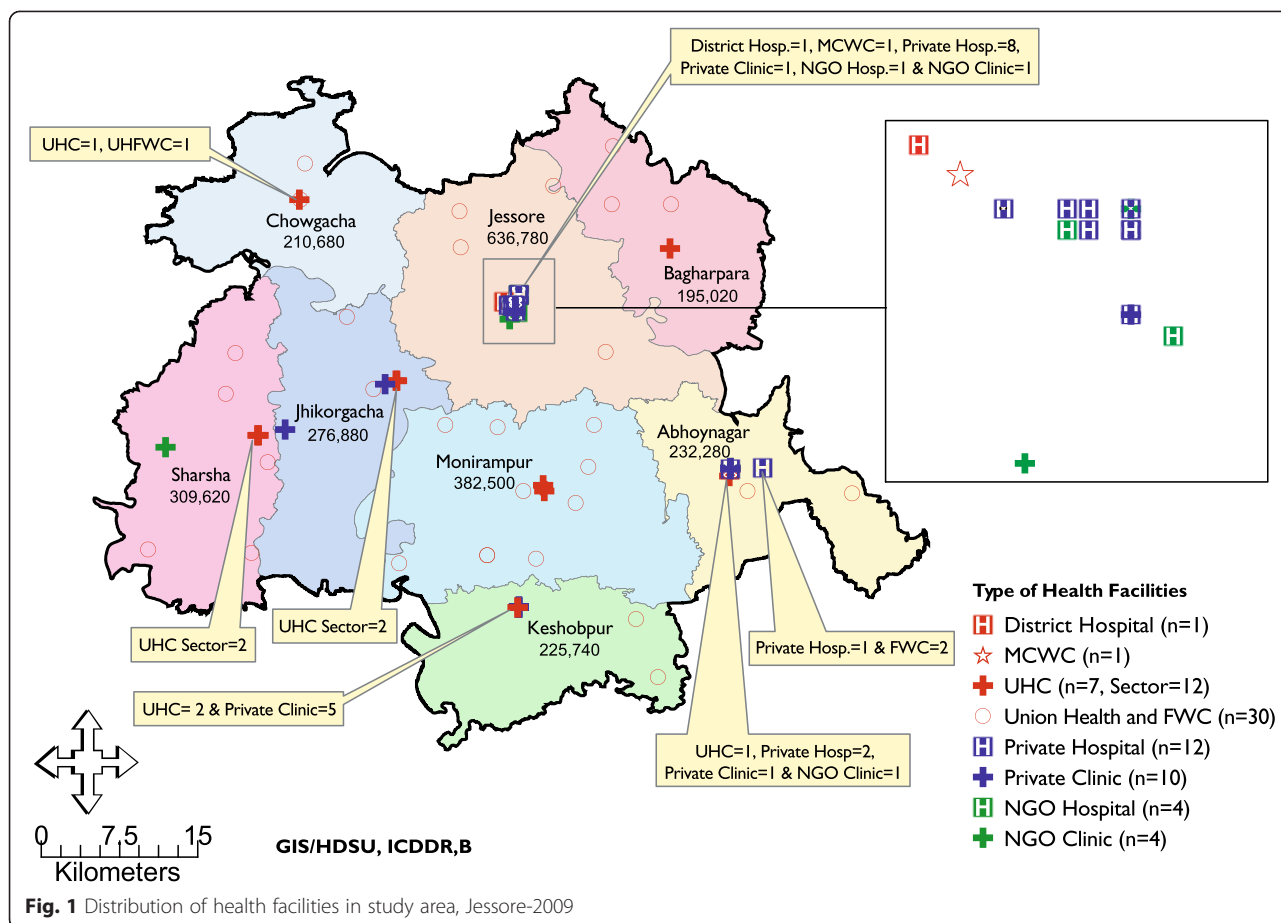 District Hosp.=1, MCWC=1, Private Hosp.=8,
Private Clinic=1, NGO Hosp.=1 & NGO Clinic=1
UHC=1, UHFWC=1
Chowgacha
210,680
Jessore
636,780
Bagharpara
195,020
H
H
H
H
H
H
H
H
H
H
H
Jhikorgacha
276,880
Sharsha
309,620
Monirampur
382,500
Abhoynagar
232,280
H
H
UHC Sector=2
UHC Sector=2
Keshobpur
225,740
Private Hosp.=1 & FWC=2
UHC= 2 & Private Clinic=5
UHC=1, Private Hosp=2,
Private Clinic=1 & NGO Clinic=1
Type of Health Facilities
H District Hospital (n=1)
MCWC (n=1)
UHC (n=7, Sector=12)
Union Health and FWC (n=30)
H Private Hospital (n=12)
Private Clinic (n=10)
H NGO Hospital (n=4)
NGO Clinic (n=4)
0 7.5 15
Kilometers
GIS/HDSU, ICDDR,B
Fig. 1 Distribution of health facilities in study area, Jessore-2009